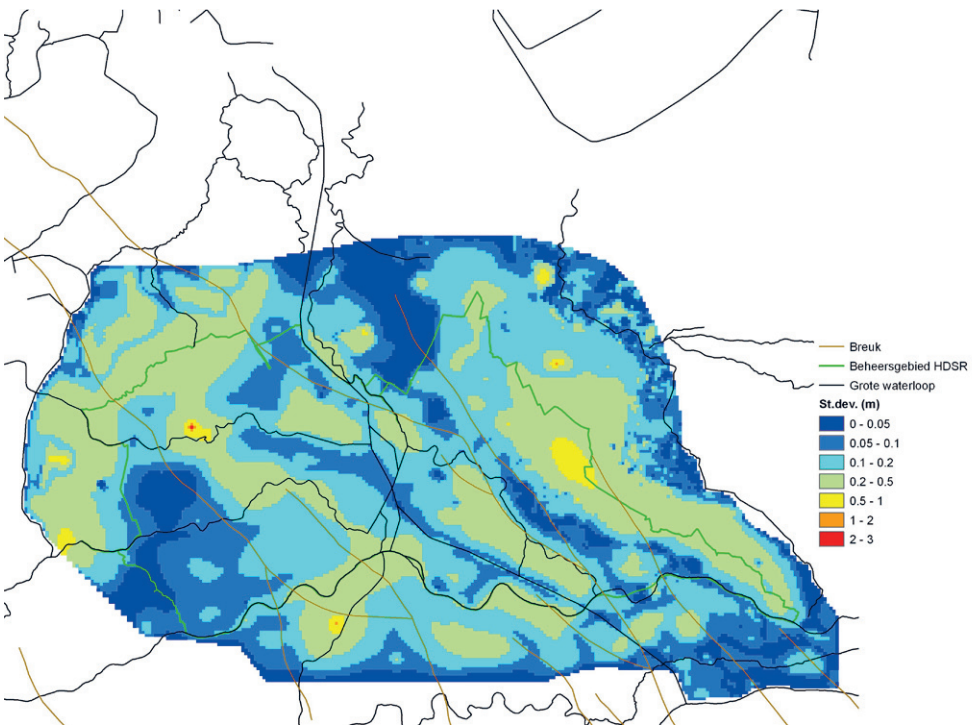 Breuk
Beheersgebied HDSR
Grote waterloop
St.dev. (m)
0 - 0.05
0.05 - 0.1
0.1 - 0.2
0.2 - 0.5
0.5 - 1
1 - 2
2 - 3